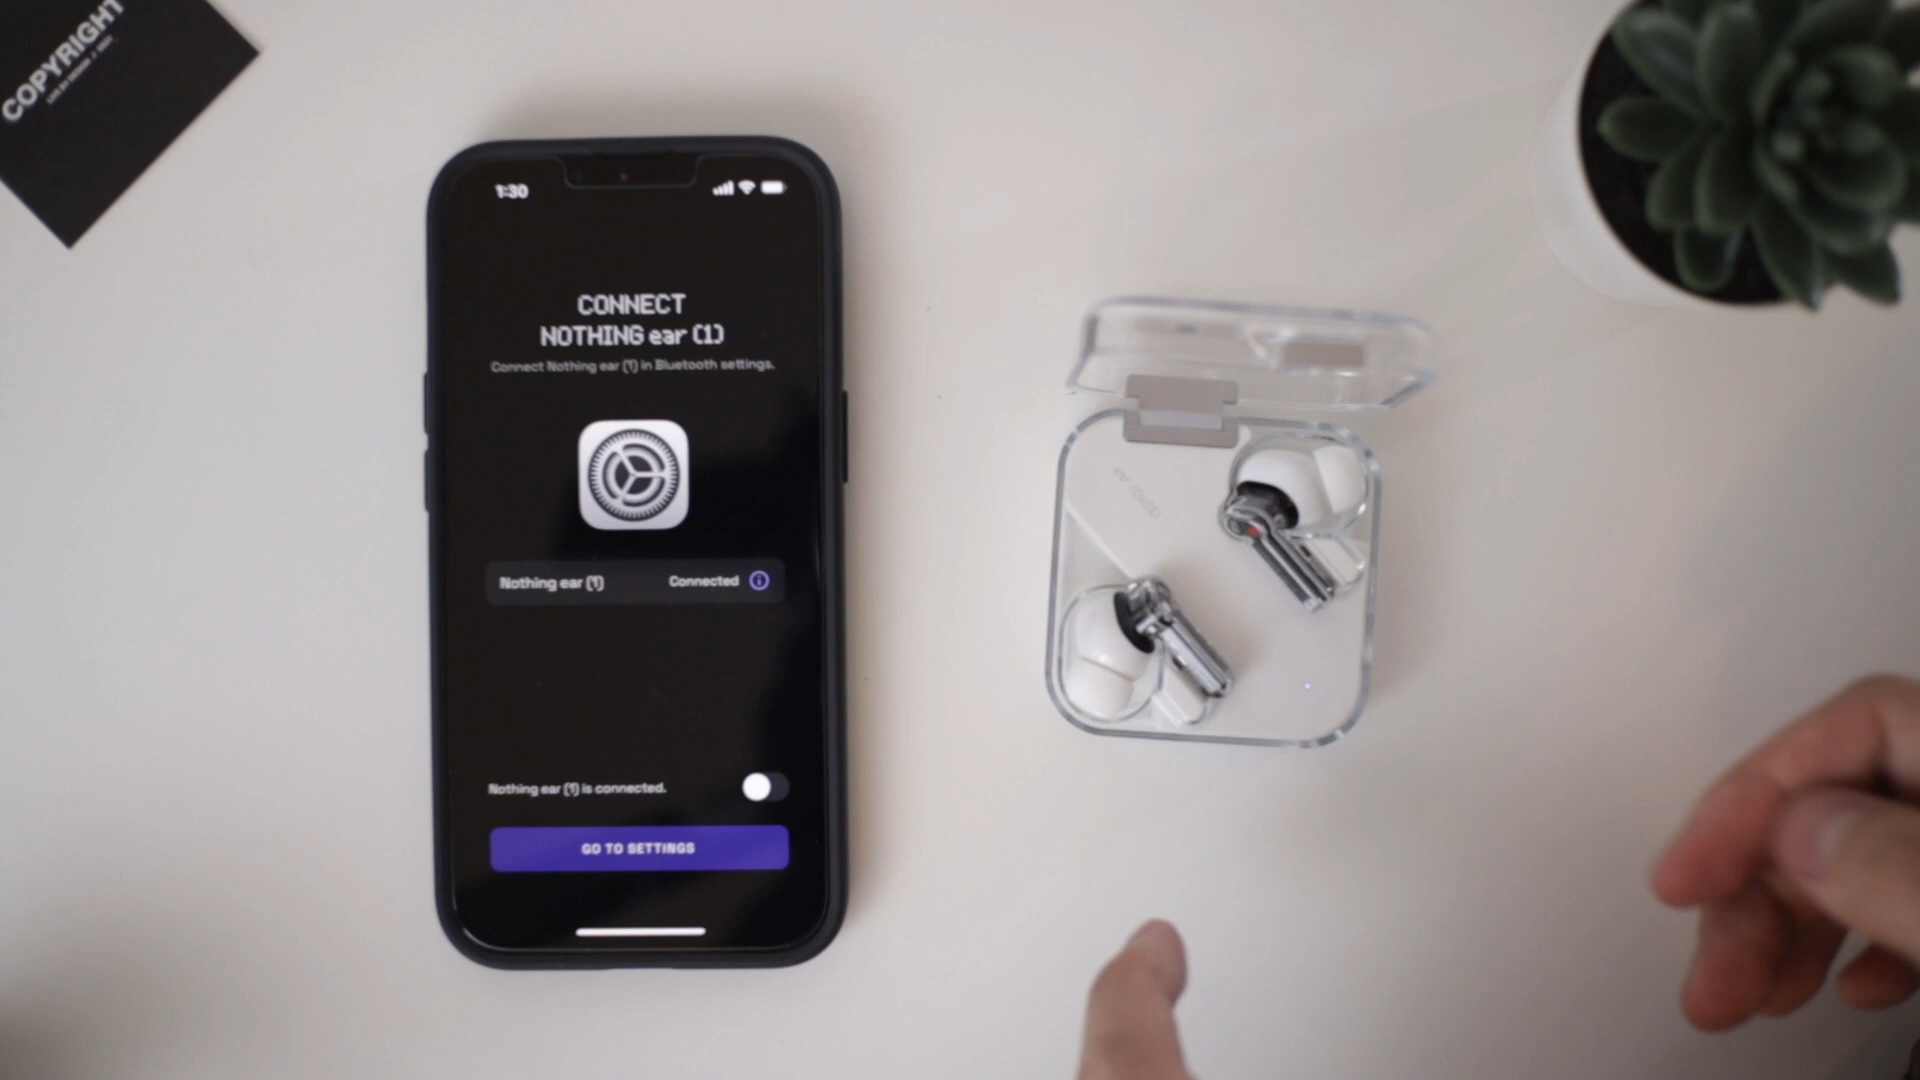 COPYRIGHT
1:30
CONNECT
NOTHING ear (1)
Connect Nothing ear (1) in Bluetooth settings.
Nothing ear (1) Connected
Nothing ear (1) is connected.
GO TO SETTINGS